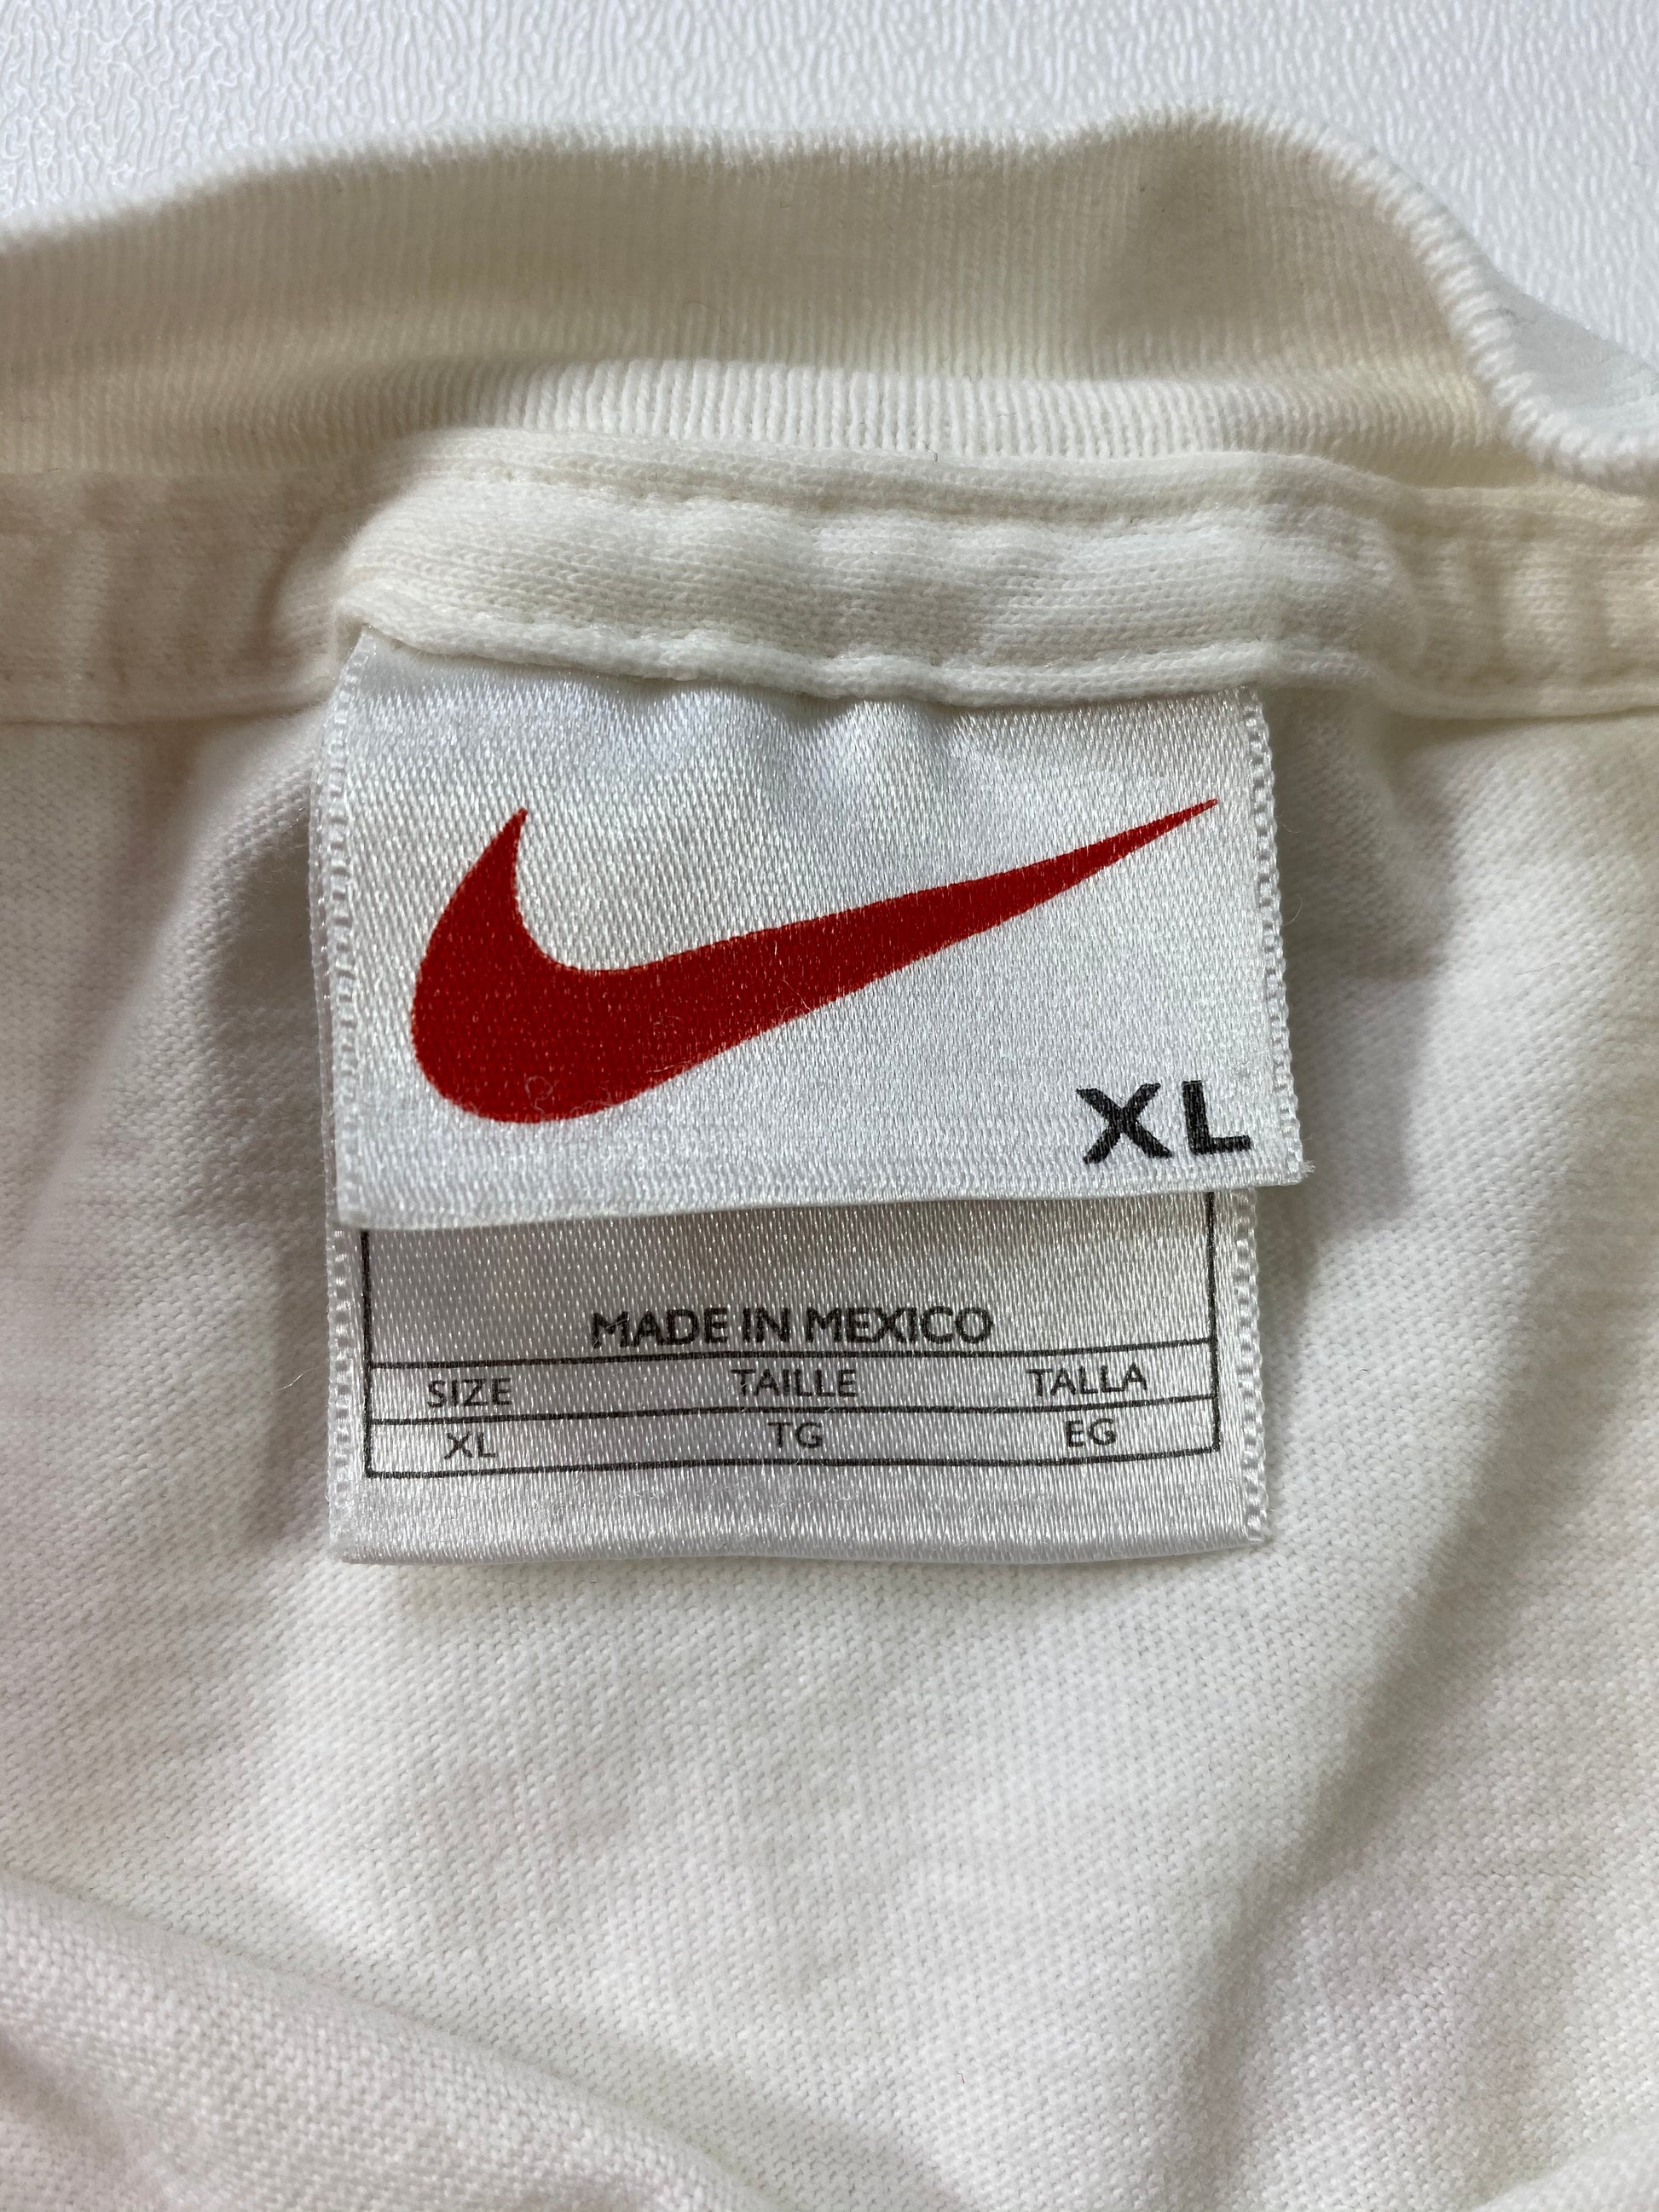 XL
MADE IN MEXICO
SIZE TAILLE TALLA
XL TG EG